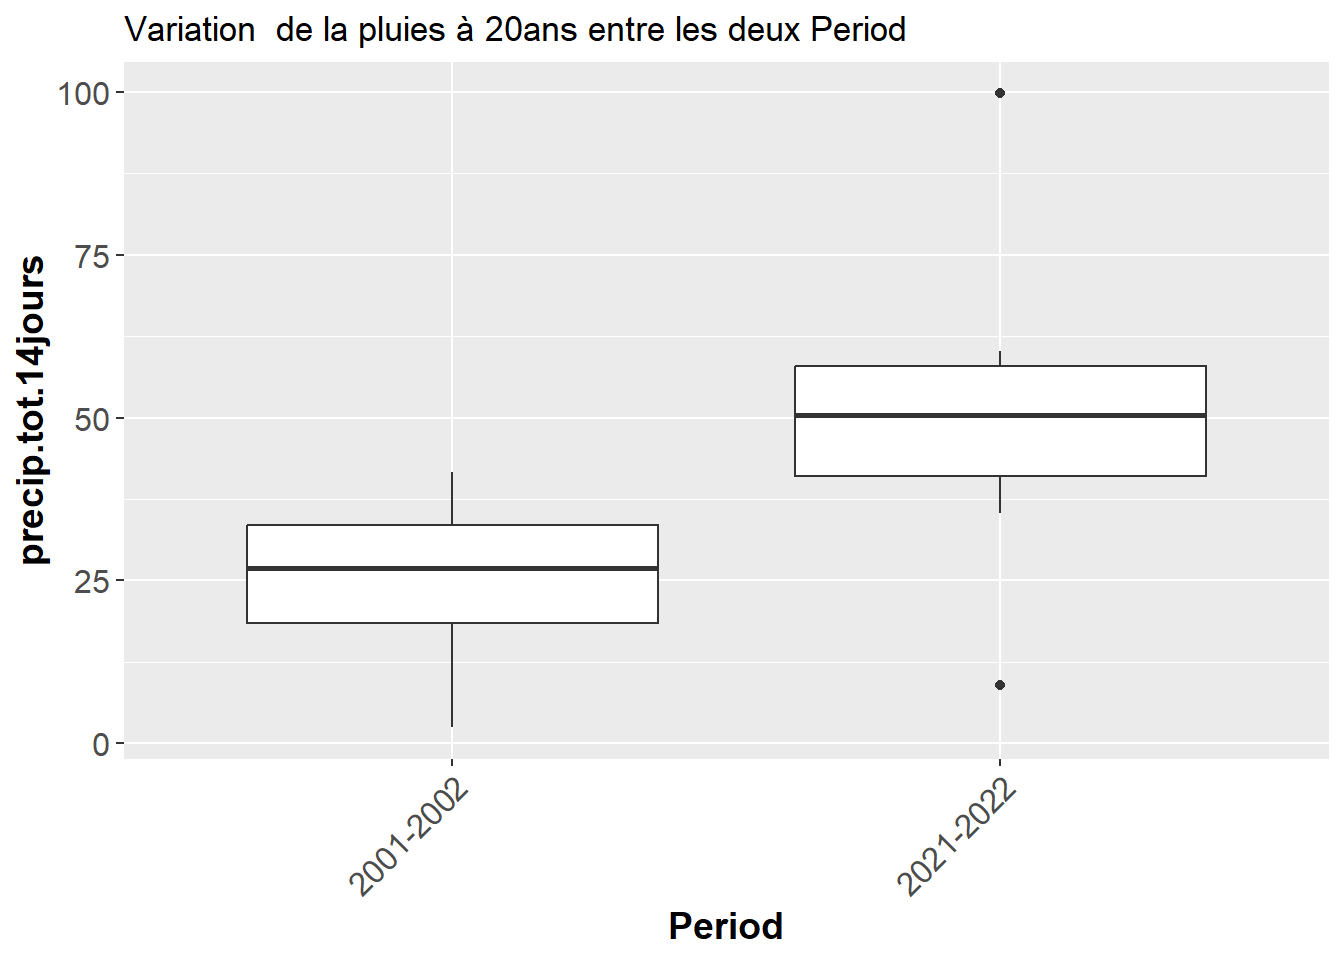 Variation  de la pluies à 20ans entre les deux Period
100
75
50
25
0
precip.tot.14jours
2001-2002
2021-2022
Period